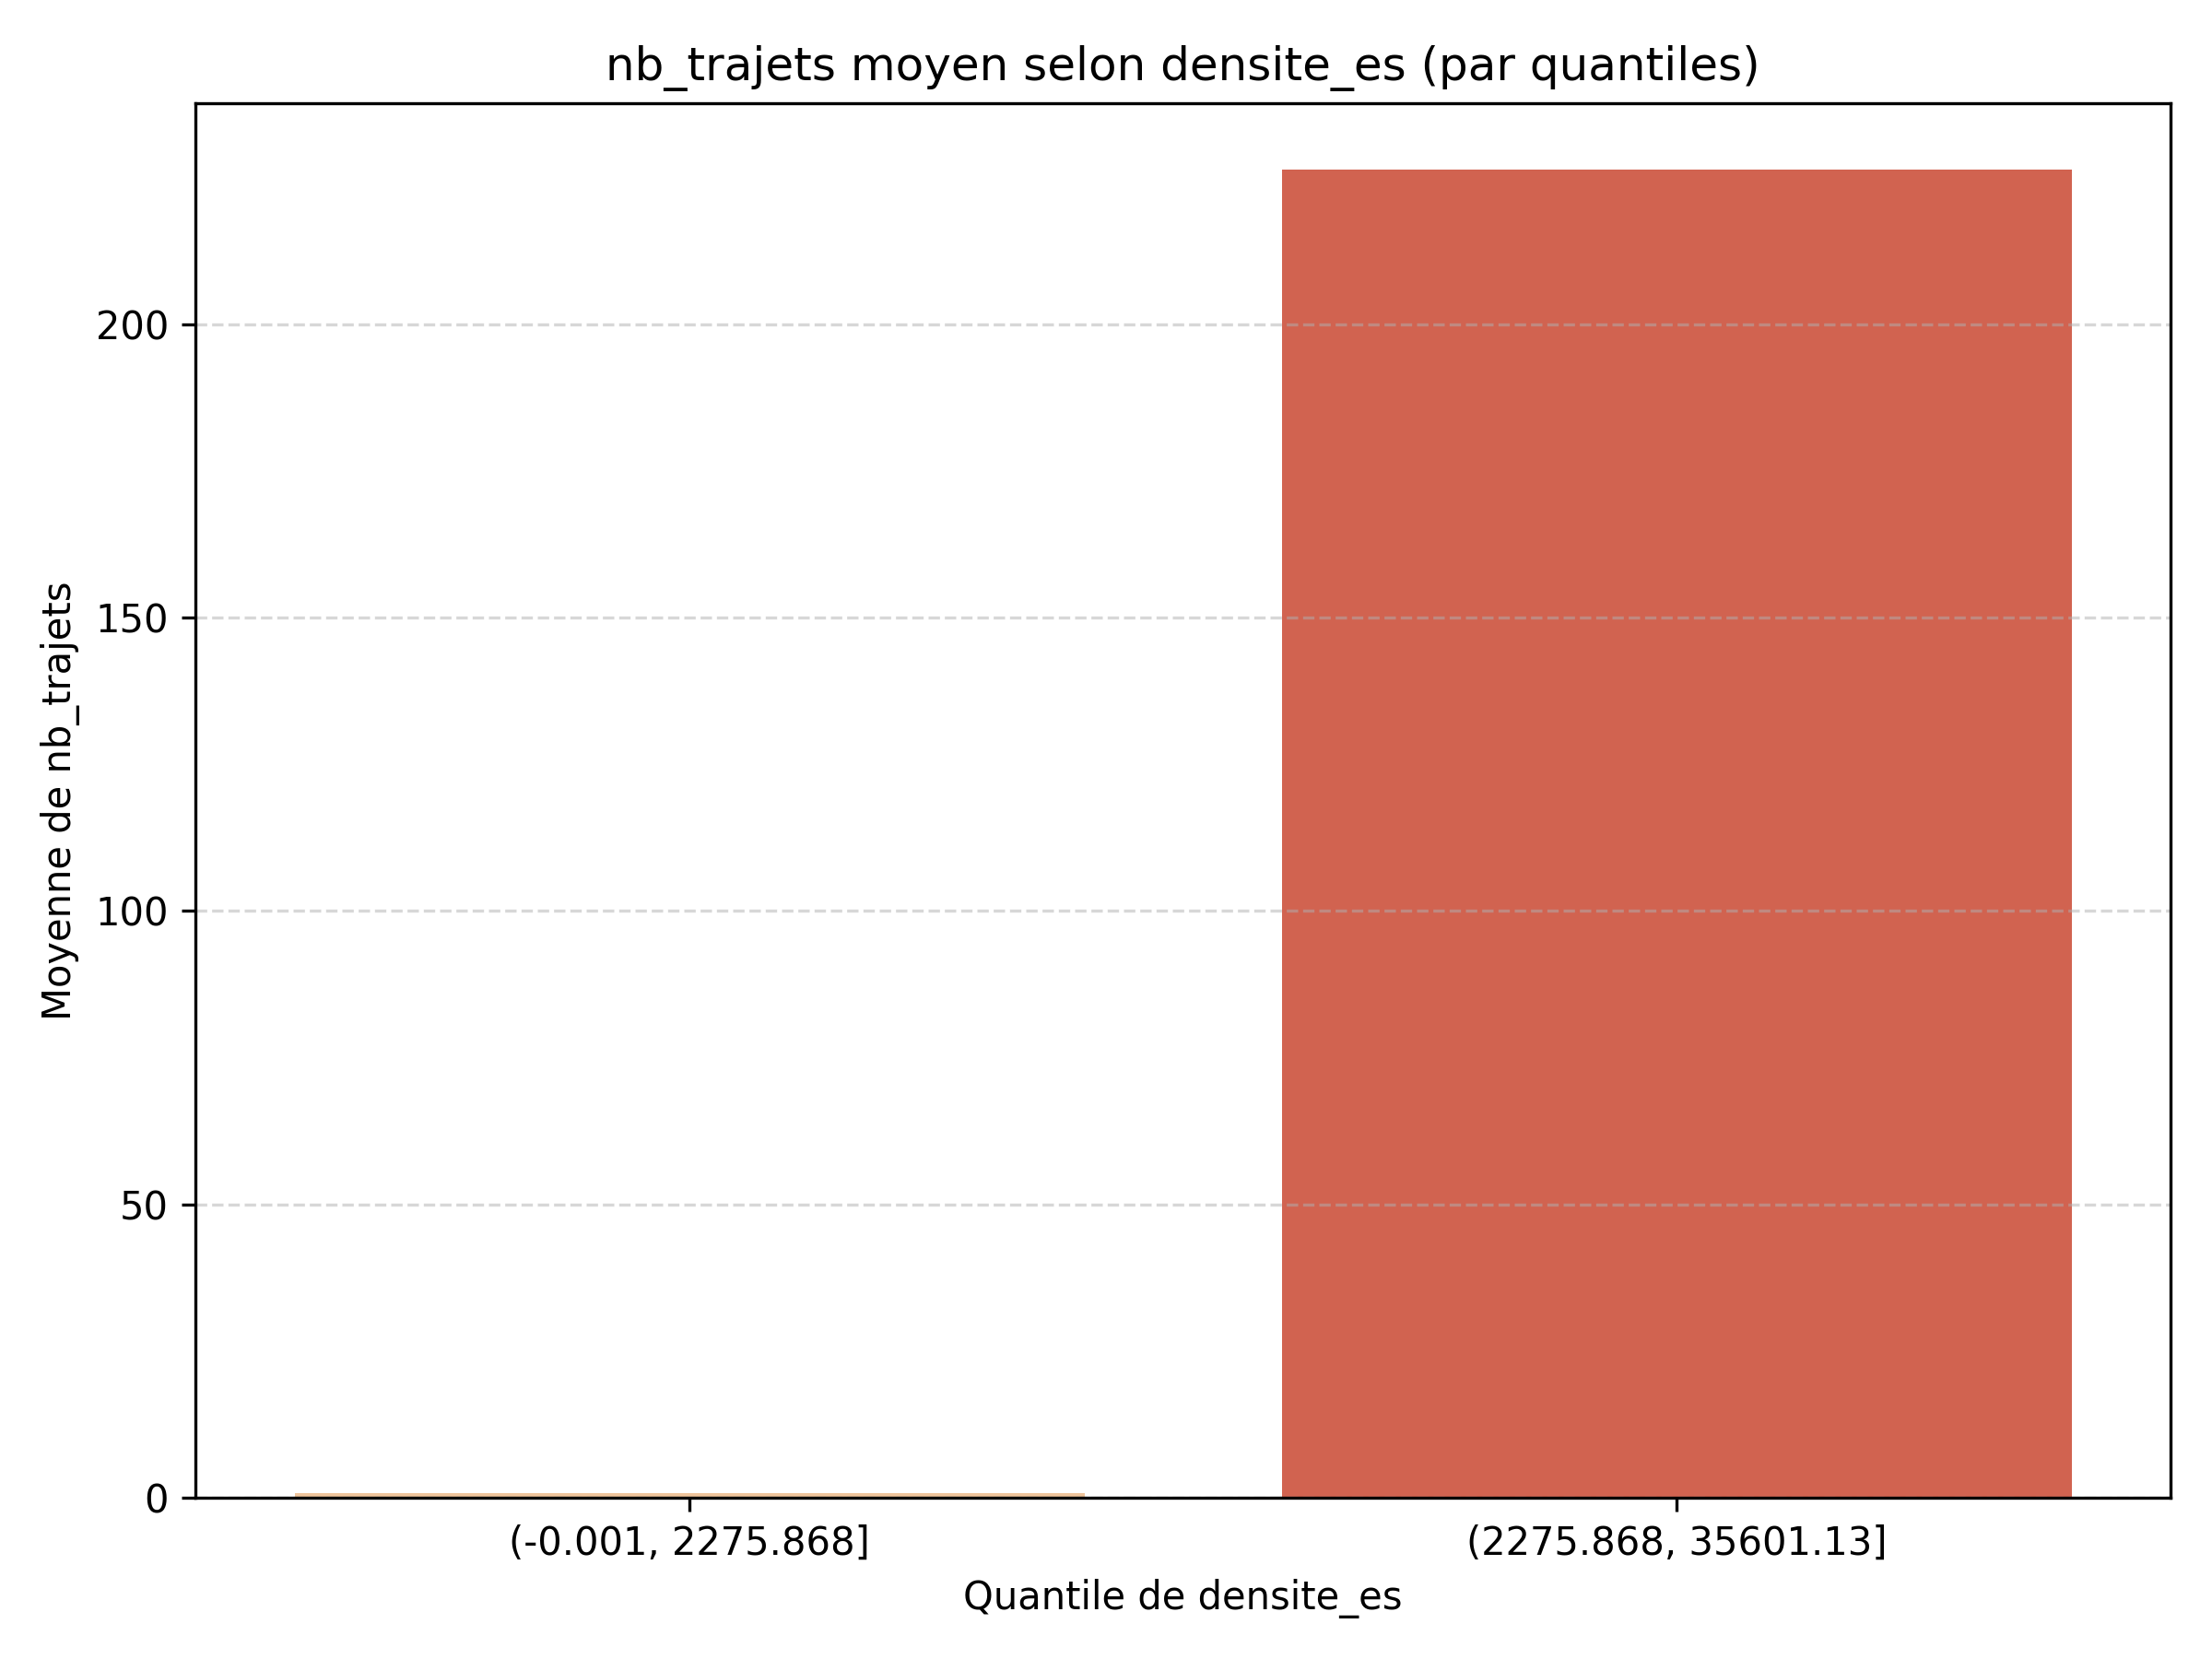 nb_trajets moyen selon densite_es (par quantiles)
Moyenne de nb_trajets
200
150
100
50
0
(-0.001, 2275.868]
(2275.868, 35601.13]
Quantile de densite_es